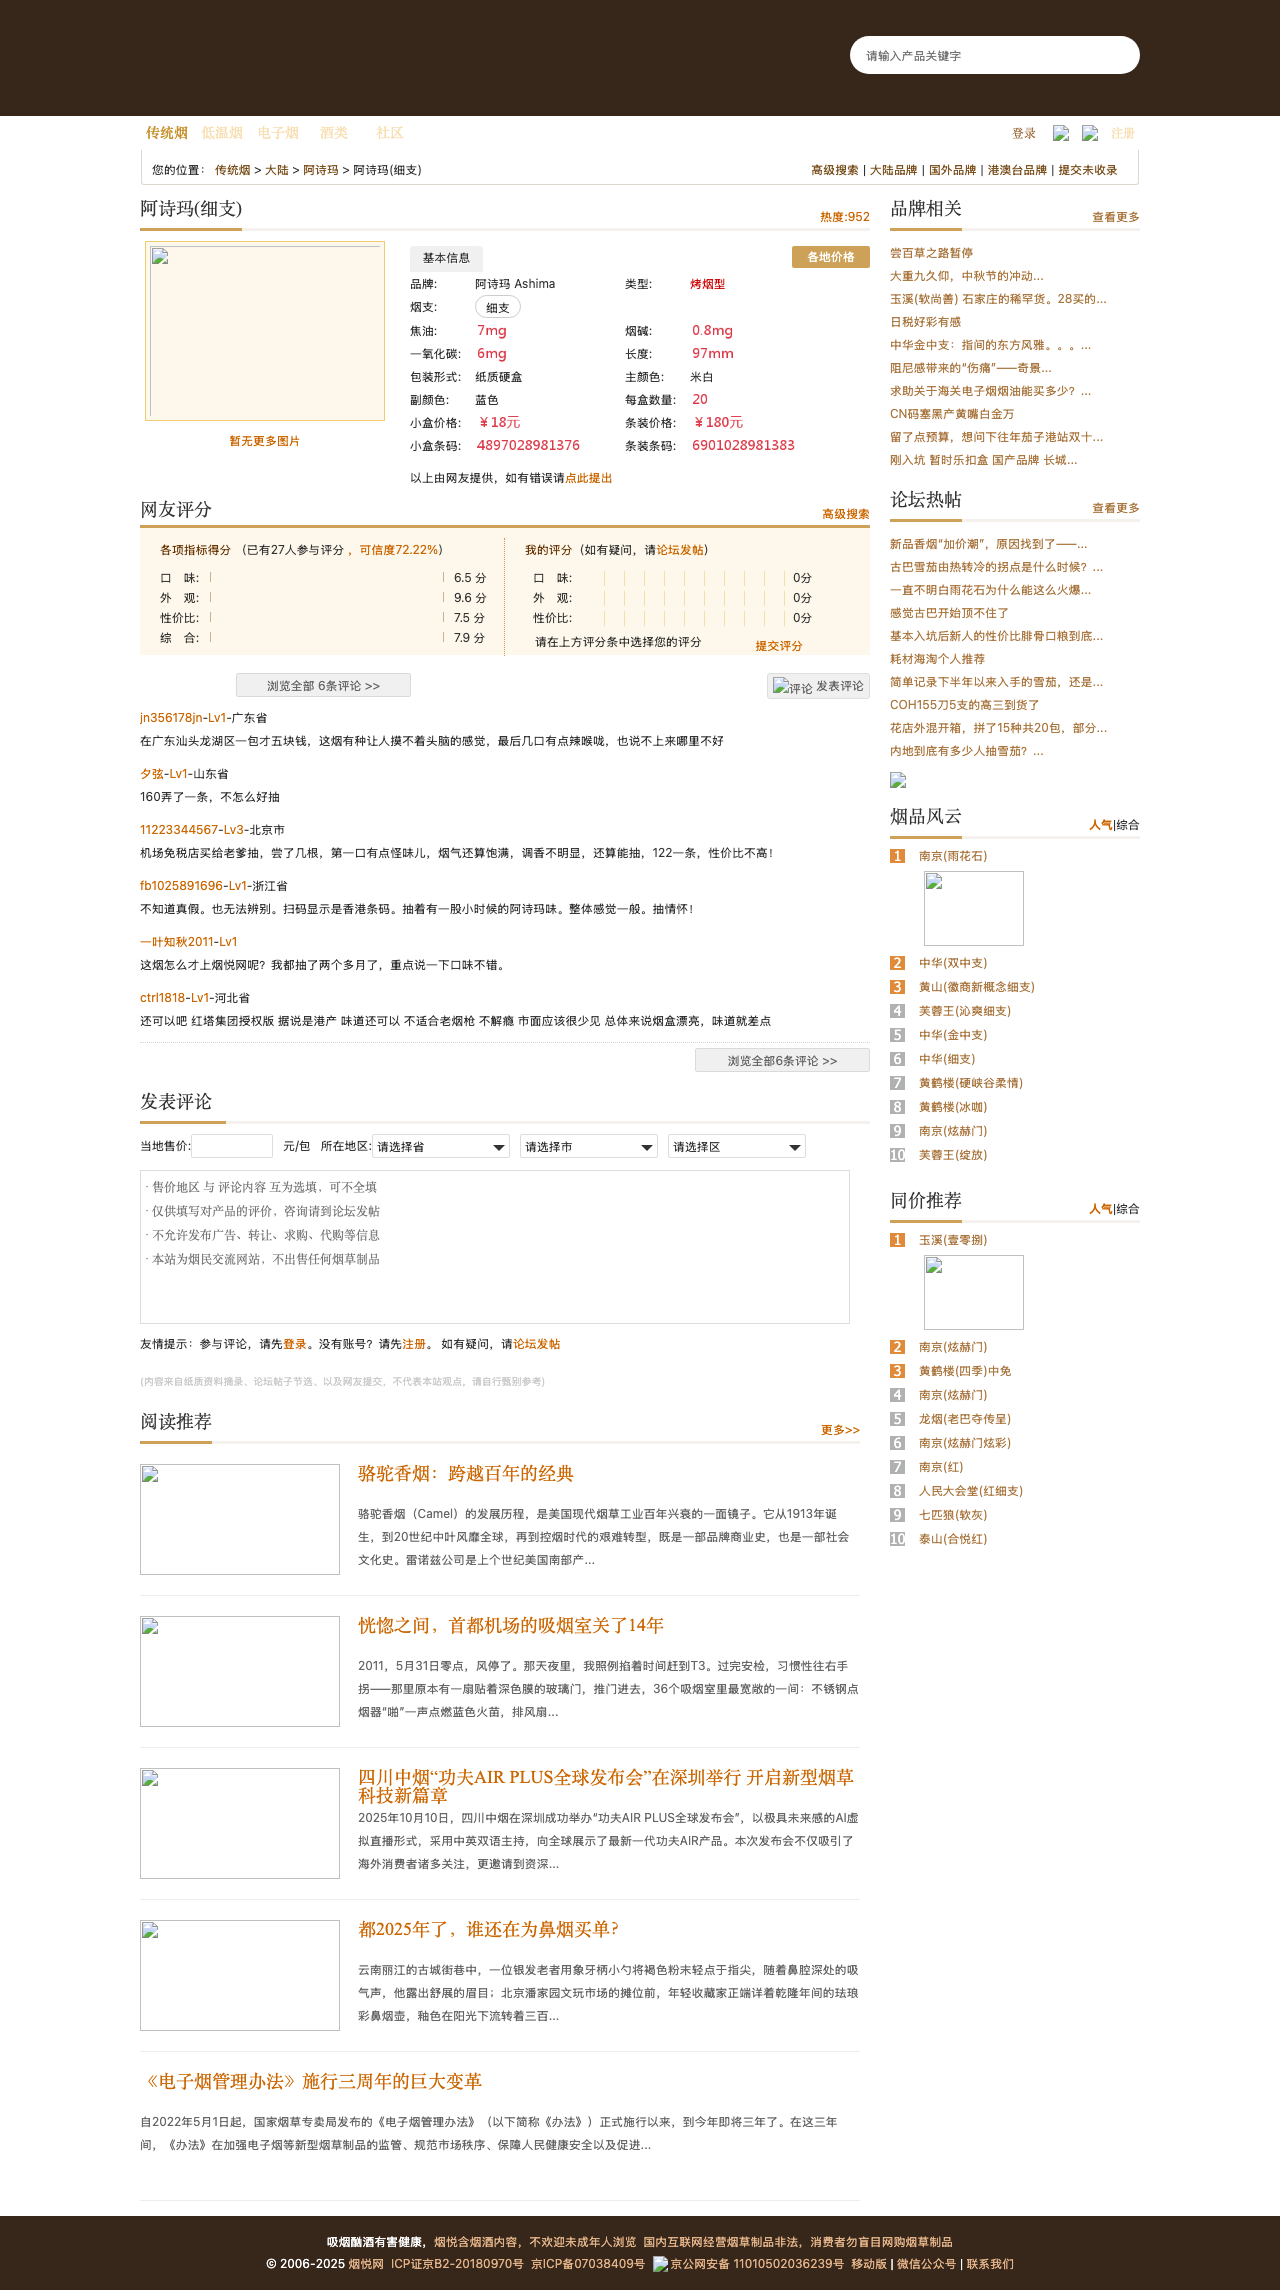 请输入产品关键字
传统烟 低温烟 电子烟 酒类 社区 登录 注册
您的位置： 传统烟 > 大陆 > 阿诗玛 > 阿诗玛(细支) 高级搜索 | 大陆品牌 | 国外品牌 | 港澳台品牌 | 提交未收录
阿诗玛(细支) 热度:952
基本信息 各地价格
品牌: 阿诗玛 Ashima 类型: 烤烟型
烟支: 细支
焦油: 7mg 烟碱: 0.8mg
一氧化碳: 6mg 长度: 97mm
包装形式: 纸质硬盒 主颜色: 米白
副颜色: 蓝色 每盒数量: 20
小盒价格: ￥18元 条装价格: ￥180元
小盒条码: 4897028981376 条装条码: 6901028981383
暂无更多图片
以上由网友提供，如有错误请点此提出
网友评分 高级搜索
各项指标得分 （已有27人参与评分 ，可信度72.22%）
口 味: 6.5 分
外 观: 9.6 分
性价比: 7.5 分
综 合: 7.9 分
我的评分（如有疑问，请论坛发帖）
口 味: 0分
外 观: 0分
性价比: 0分
请在上方评分条中选择您的评分 提交评分
浏览全部 6条评论 >> 评论 发表评论
jn356178jn-Lv1-广东省
在广东汕头龙湖区一包才五块钱，这烟有种让人摸不着头脑的感觉，最后几口有点辣喉咙，也说不上来哪里不好
夕弦-Lv1-山东省
160弄了一条，不怎么好抽
11223344567-Lv3-北京市
机场免税店买给老爹抽，尝了几根，第一口有点怪味儿，烟气还算饱满，调香不明显，还算能抽，122一条，性价比不高！
fb1025891696-Lv1-浙江省
不知道真假。也无法辨别。扫码显示是香港条码。抽着有一股小时候的阿诗玛味。整体感觉一般。抽情怀！
一叶知秋2011-Lv1
这烟怎么才上烟悦网呢？我都抽了两个多月了，重点说一下口味不错。
ctrl1818-Lv1-河北省
还可以吧 红塔集团授权版 据说是港产 味道还可以 不适合老烟枪 不解瘾 市面应该很少见 总体来说烟盒漂亮，味道就差点
浏览全部6条评论 >>
发表评论
当地售价: 元/包 所在地区: 请选择省 请选择市 请选择区
· 售价地区 与 评论内容 互为选填，可不全填
· 仅供填写对产品的评价，咨询请到论坛发帖
· 不允许发布广告、转让、求购、代购等信息
· 本站为烟民交流网站，不出售任何烟草制品
友情提示：参与评论，请先登录。没有账号？请先注册。 如有疑问，请论坛发帖
(内容来自纸质资料摘录、论坛帖子节选、以及网友提交，不代表本站观点，请自行甄别参考)
阅读推荐 更多>>
骆驼香烟：跨越百年的经典
骆驼香烟（Camel）的发展历程，是美国现代烟草工业百年兴衰的一面镜子。它从1913年诞
生，到20世纪中叶风靡全球，再到控烟时代的艰难转型，既是一部品牌商业史，也是一部社会
文化史。雷诺兹公司是上个世纪美国南部产...
恍惚之间，首都机场的吸烟室关了14年
2011，5月31日零点，风停了。那天夜里，我照例掐着时间赶到T3。过完安检，习惯性往右手
拐——那里原本有一扇贴着深色膜的玻璃门，推门进去，36个吸烟室里最宽敞的一间：不锈钢点
烟器“啪”一声点燃蓝色火苗，排风扇...
四川中烟“功夫AIR PLUS全球发布会”在深圳举行 开启新型烟草
科技新篇章
2025年10月10日，四川中烟在深圳成功举办“功夫AIR PLUS全球发布会”，以极具未来感的AI虚
拟直播形式，采用中英双语主持，向全球展示了最新一代功夫AIR产品。本次发布会不仅吸引了
海外消费者诸多关注，更邀请到资深...
都2025年了，谁还在为鼻烟买单？
云南丽江的古城街巷中，一位银发老者用象牙柄小勺将褐色粉末轻点于指尖，随着鼻腔深处的吸
气声，他露出舒展的眉目；北京潘家园文玩市场的摊位前，年轻收藏家正端详着乾隆年间的珐琅
彩鼻烟壶，釉色在阳光下流转着三百...
《电子烟管理办法》施行三周年的巨大变革
自2022年5月1日起，国家烟草专卖局发布的《电子烟管理办法》（以下简称《办法》）正式施行以来，到今年即将三年了。在这三年
间，《办法》在加强电子烟等新型烟草制品的监管、规范市场秩序、保障人民健康安全以及促进...
品牌相关 查看更多
尝百草之路暂停
大重九久仰，中秋节的冲动...
玉溪(软尚善) 石家庄的稀罕货。28买的...
日税好彩有感
中华金中支：指间的东方风雅。。。...
阻尼感带来的“伤痛”——奇景...
求助关于海关电子烟烟油能买多少？...
CN码塞黑产黄嘴白金万
留了点预算，想问下往年茄子港站双十...
刚入坑 暂时乐扣盒 国产品牌 长城...
论坛热帖 查看更多
新品香烟“加价潮”，原因找到了——...
古巴雪茄由热转冷的拐点是什么时候？...
一直不明白雨花石为什么能这么火爆...
感觉古巴开始顶不住了
基本入坑后新人的性价比腓骨口粮到底...
耗材海淘个人推荐
简单记录下半年以来入手的雪茄，还是...
COH155刀5支的高三到货了
花店外混开箱，拼了15种共20包，部分...
内地到底有多少人抽雪茄？...
烟品风云 人气|综合
1 南京(雨花石)
2 中华(双中支)
3 黄山(徽商新概念细支)
4 芙蓉王(沁爽细支)
5 中华(金中支)
6 中华(细支)
7 黄鹤楼(硬峡谷柔情)
8 黄鹤楼(冰咖)
9 南京(炫赫门)
10 芙蓉王(绽放)
同价推荐 人气|综合
1 玉溪(壹零捌)
2 南京(炫赫门)
3 黄鹤楼(四季)中免
4 南京(炫赫门)
5 龙烟(老巴夺传呈)
6 南京(炫赫门炫彩)
7 南京(红)
8 人民大会堂(红细支)
9 七匹狼(软灰)
10 泰山(合悦红)
吸烟酗酒有害健康，烟悦含烟酒内容，不欢迎未成年人浏览 国内互联网经营烟草制品非法，消费者勿盲目网购烟草制品
© 2006-2025 烟悦网 ICP证京B2-20180970号 京ICP备07038409号 京公网安备 11010502036239号 移动版 | 微信公众号 | 联系我们